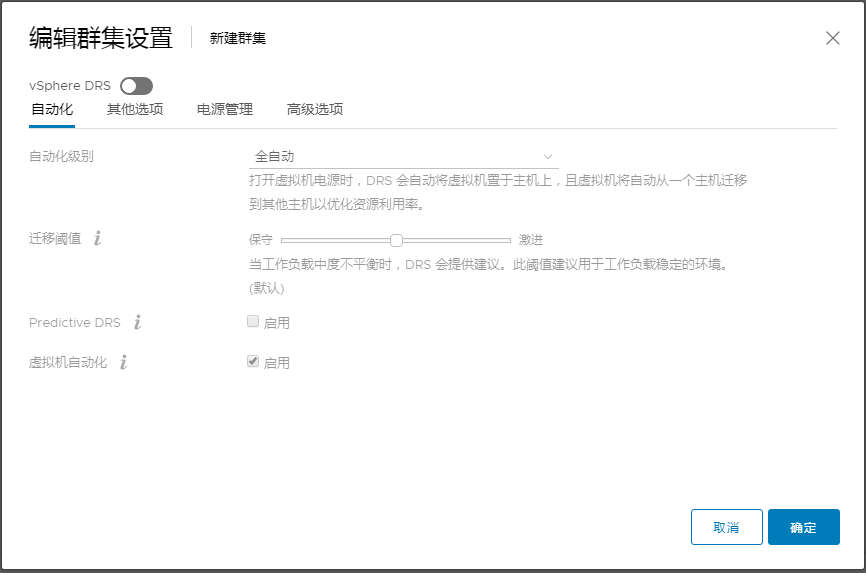 编辑群集设置 新建群集
vSphere DRS
自动化 其他选项 电源管理 高级选项
自动化级别 全自动
打开虚拟机电源时，DRS 会自动将虚拟机置于主机上，且虚拟机将自动从一个主机迁移
到其他主机以优化资源利用率。
迁移阈值 i 保守 激进
当工作负载中度不平衡时，DRS 会提供建议。此阈值建议用于工作负载稳定的环境。
(默认)
Predictive DRS i 启用
虚拟机自动化 i 启用
取消 确定